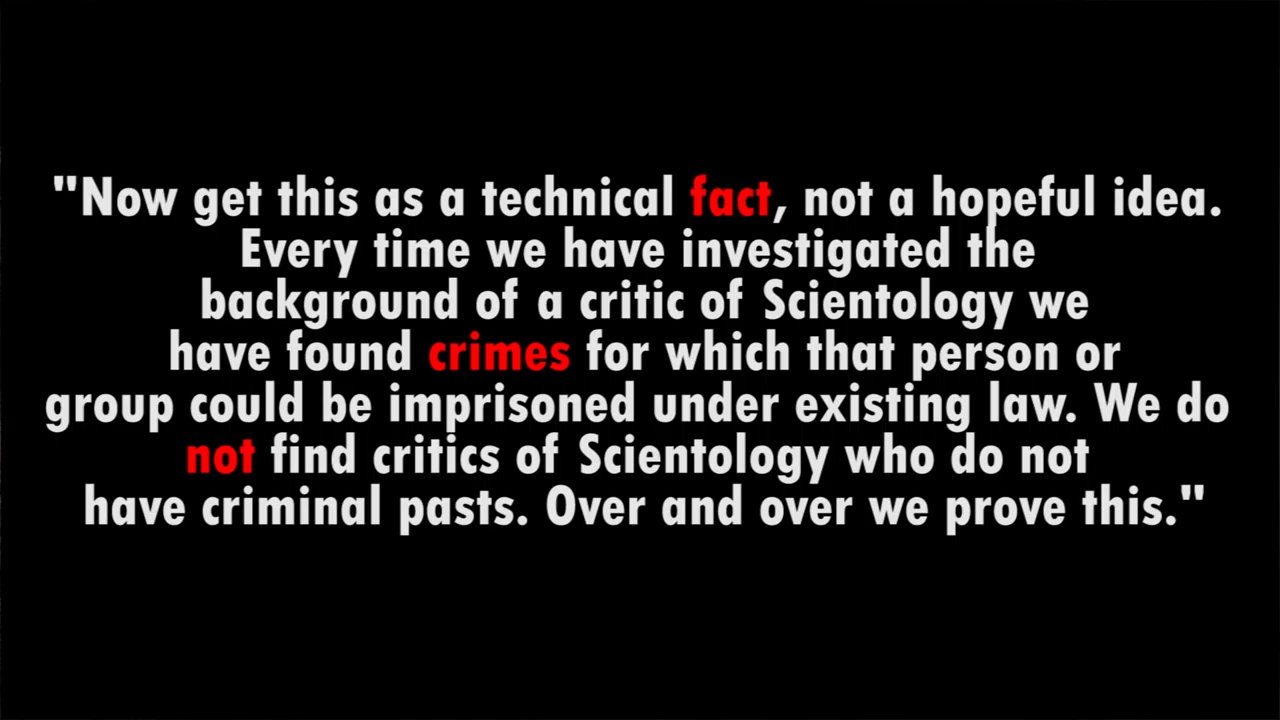 "Now get this as a technical fact, not a hopeful idea.
Every time we have investigated the
background of a critic of Scientology we
have found crimes for which that person or
group could be imprisoned under existing law. We do
not find critics of Scientology who do not
have criminal pasts. Over and over we prove this."